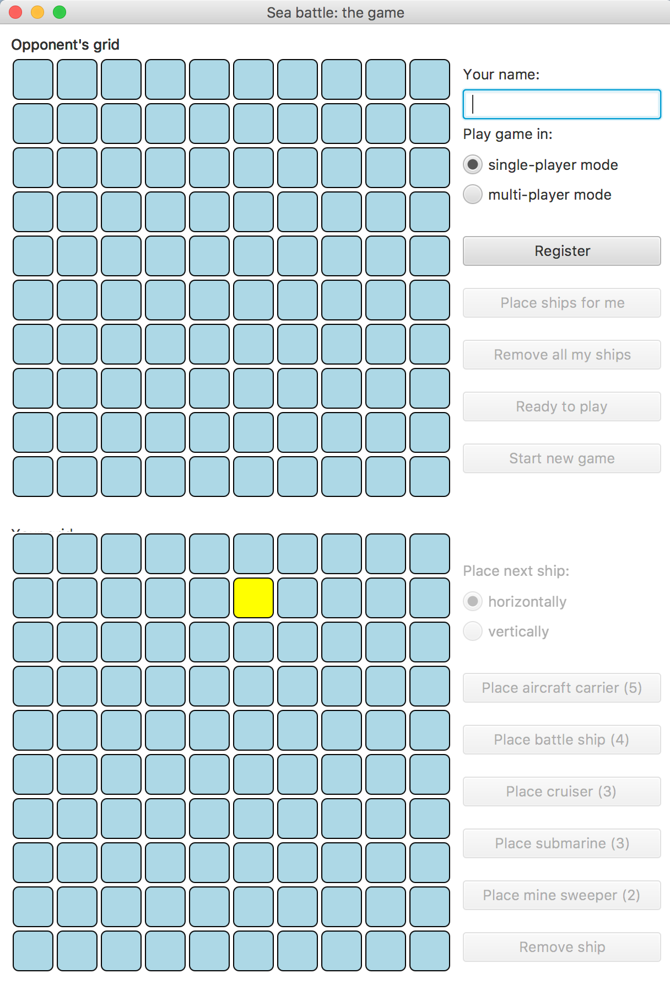 Sea battle: the game
Opponent's grid
Your name:
Play game in:
single-player mode
multi-player mode
Register
Place ships for me
Remove all my ships
Ready to play
Start new game
Your grid
Place next ship:
horizontally
vertically
Place aircraft carrier (5)
Place battle ship (4)
Place cruiser (3)
Place submarine (3)
Place mine sweeper (2)
Remove ship